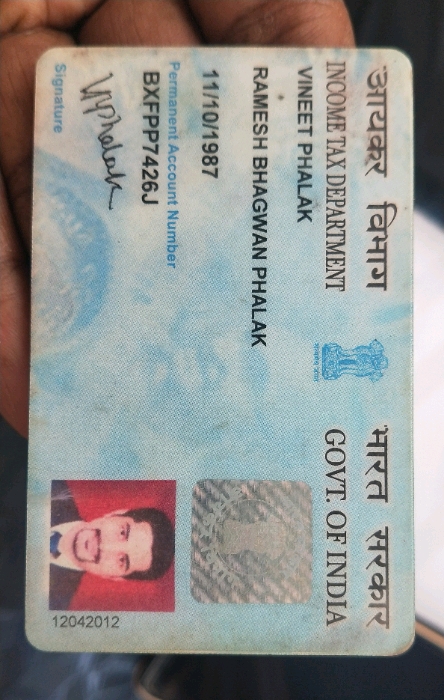 आयकर विभाग
INCOME TAX DEPARTMENT
भारत सरकार
GOVT. OF INDIA
VINEET PHALAK
RAMESH BHAGWAN PHALAK
11/10/1987
Permanent Account Number
BXFPP7426J
Signature
12042012